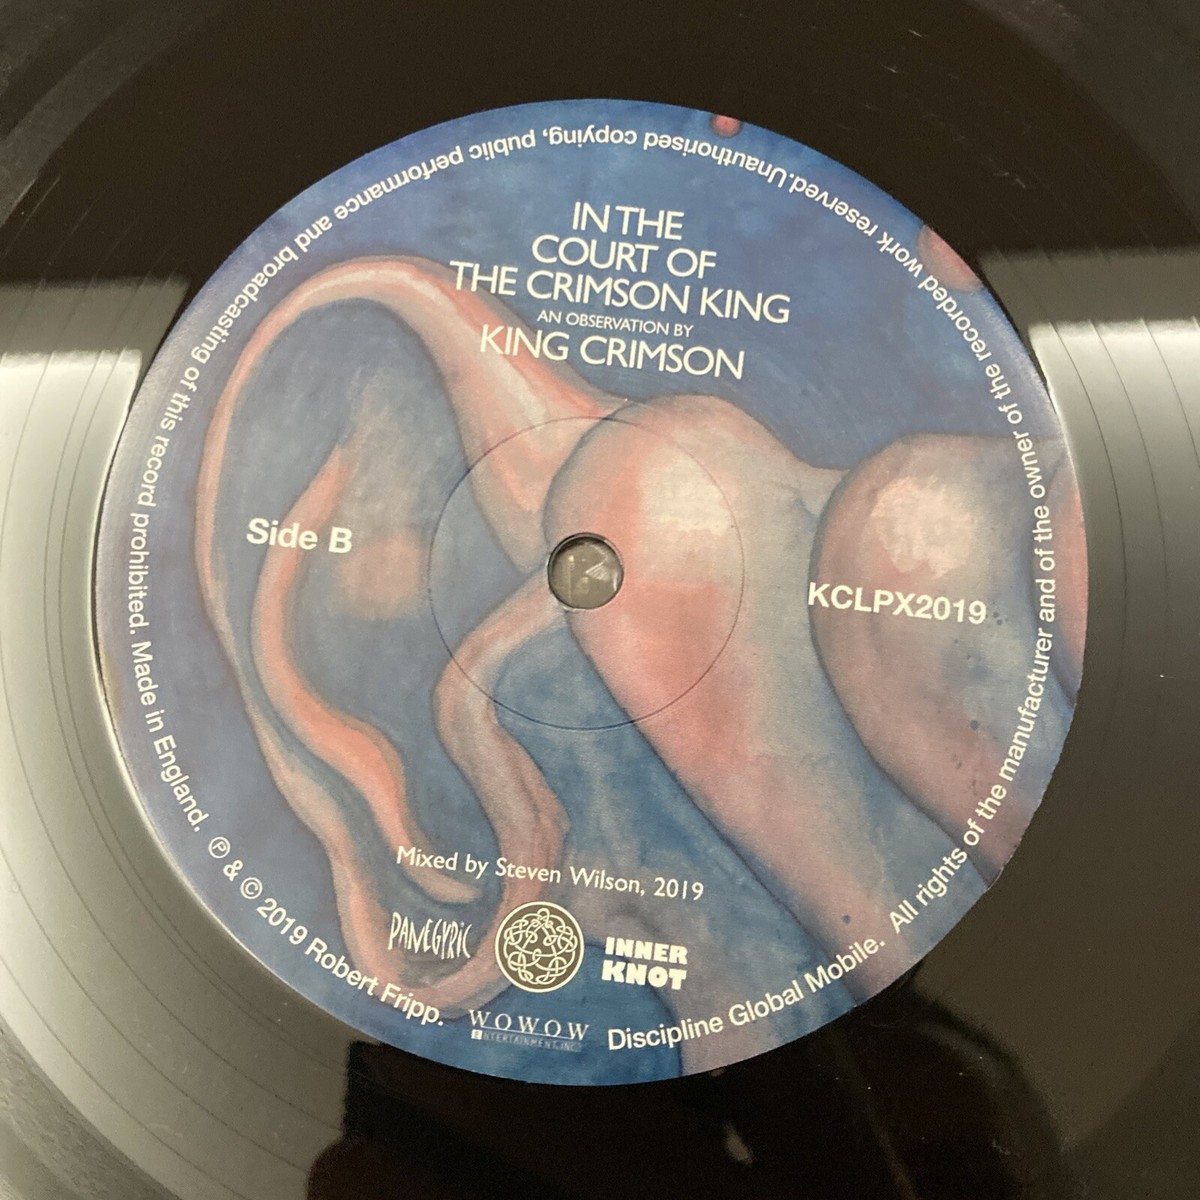 IN THE
COURT OF
THE CRIMSON KING
AN OBSERVATION BY
KING CRIMSON
Side B
KCLPX2019
Mixed by Steven Wilson, 2019
PANEGYRIC
INNER
KNOT
WOWOW
ENTERTAINMENT, INC.
℗ & © 2019 Robert Fripp.
Discipline Global Mobile. All rights of the manufacturer and of the owner of the recorded work reserved.Unauthorised copying, public performance and broadcasting of this record prohibited. Made in England.